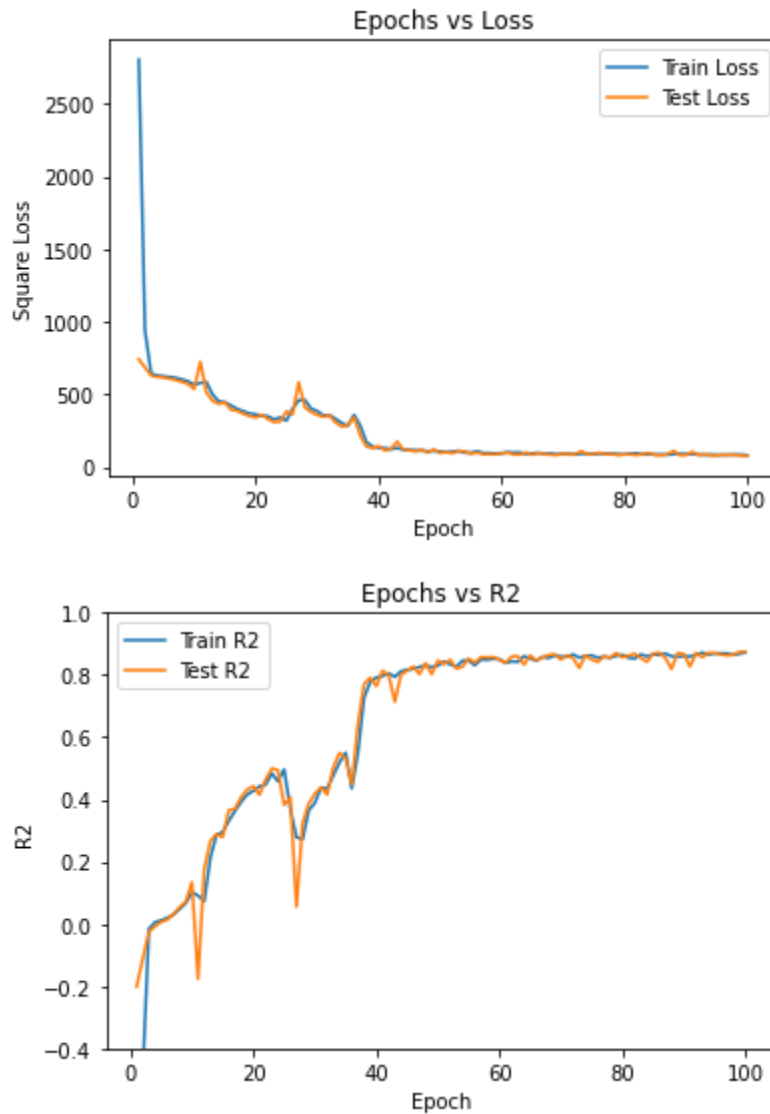 Epochs vs Loss
Train Loss
Test Loss
2500
2000
1500
1000
500
0
Square Loss
0 20 40 60 80 100
Epoch
Epochs vs R2
Train R2
Test R2
1.0
0.8
0.6
0.4
0.2
0.0
−0.2
−0.4
R2
0 20 40 60 80 100
Epoch